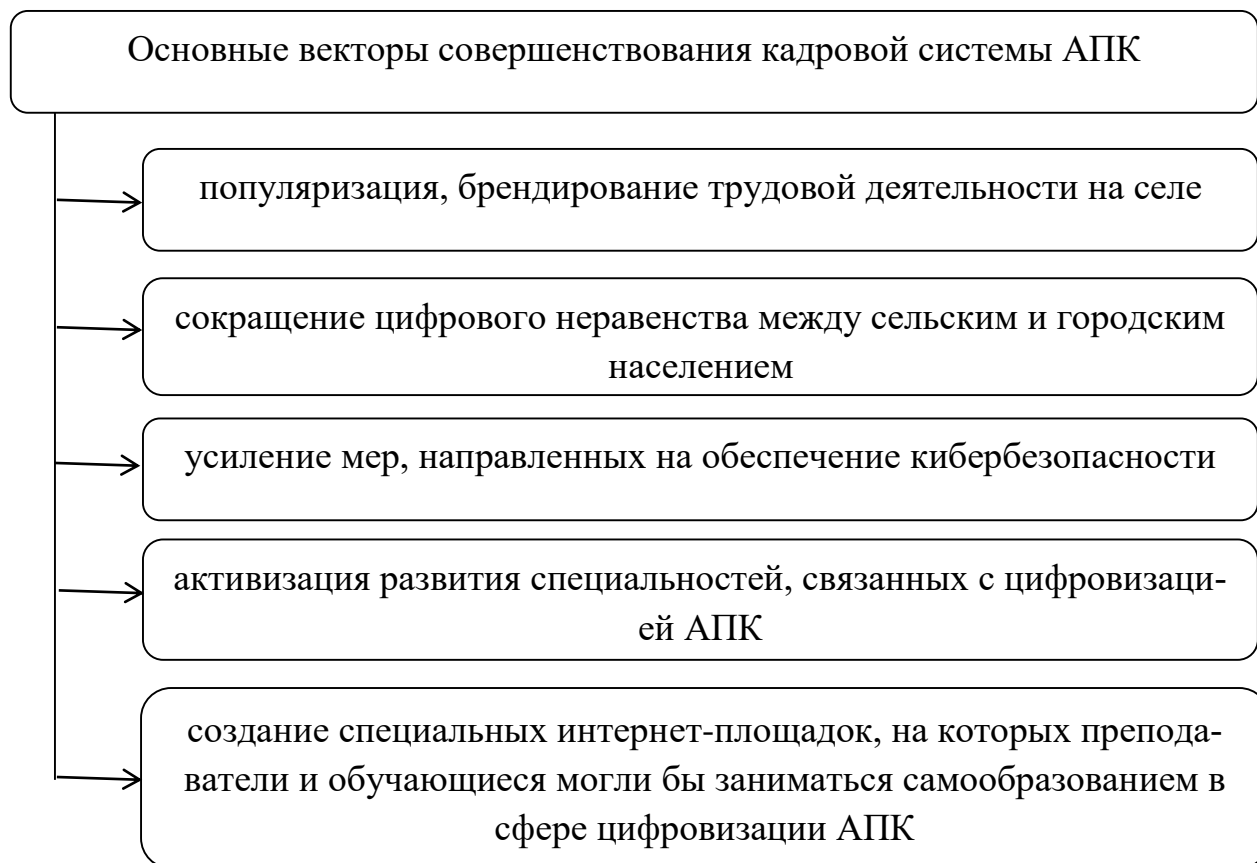 Основные векторы совершенствования кадровой системы АПК
популяризация, брендирование трудовой деятельности на селе
сокращение цифрового неравенства между сельским и городским
населением
усиление мер, направленных на обеспечение кибербезопасности
активизация развития специальностей, связанных с цифровизаци-
ей АПК
создание специальных интернет-площадок, на которых препода-
ватели и обучающиеся могли бы заниматься самообразованием в
сфере цифровизации АПК